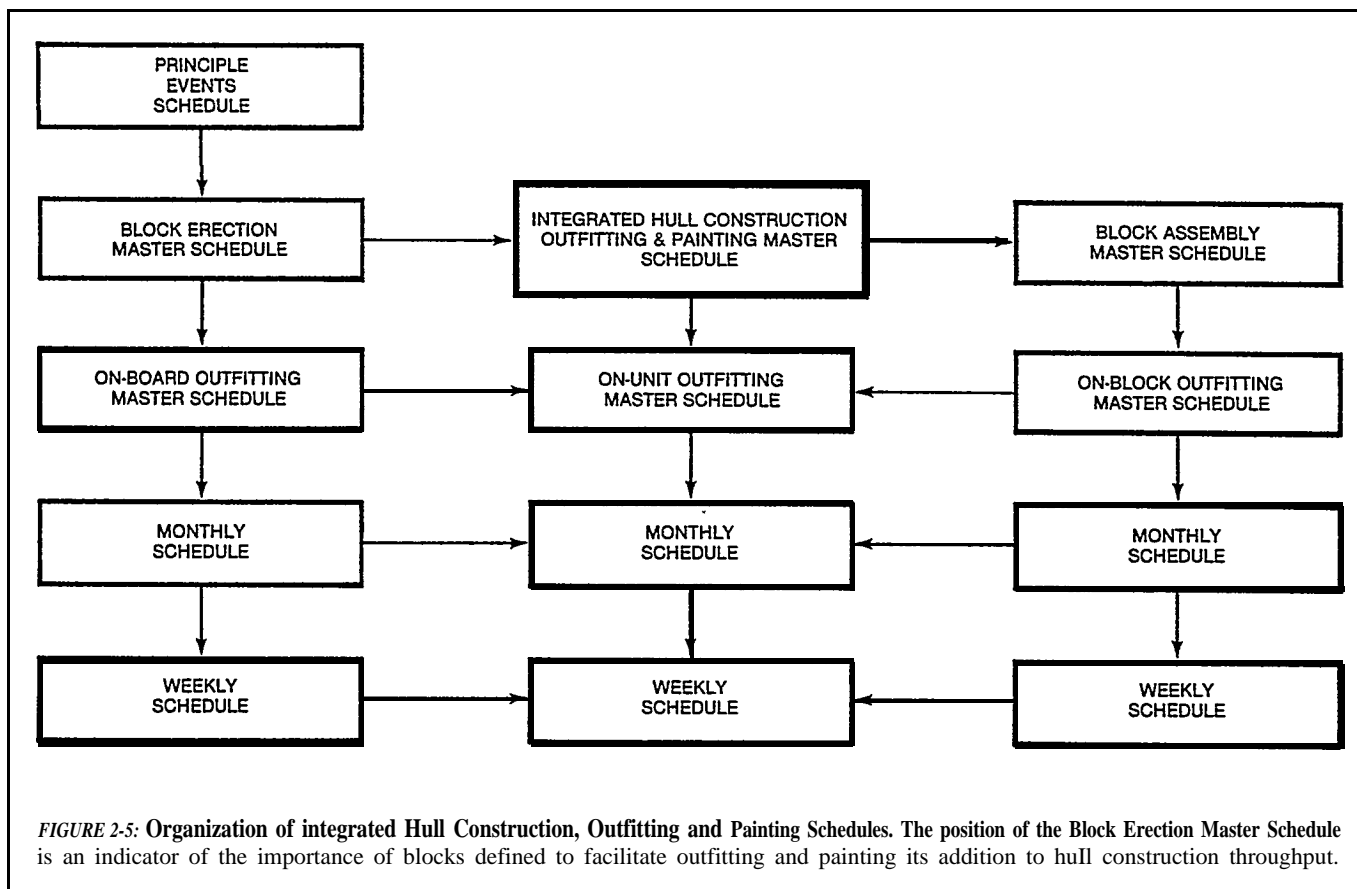 PRINCIPLE
EVENTS
SCHEDULE
BLOCK ERECTION
MASTER SCHEDULE
INTEGRATED HULL CONSTRUCTION
OUTFITTING & PAINTING MASTER
SCHEDULE
BLOCK ASSEMBLY
MASTER SCHEDULE
ON-BOARD OUTFITTING
MASTER SCHEDULE
ON-UNIT OUTFITTING
MASTER SCHEDULE
ON-BLOCK OUTFITTING
MASTER SCHEDULE
MONTHLY
SCHEDULE
MONTHLY
SCHEDULE
MONTHLY
SCHEDULE
WEEKLY
SCHEDULE
WEEKLY
SCHEDULE
WEEKLY
SCHEDULE
FIGURE 2-5: Organization of integrated Hull Construction, Outfitting and Painting Schedules. The position of the Block Erection Master Schedule
is an indicator of the importance of blocks defined to facilitate outfitting and painting its addition to huIl construction throughput.